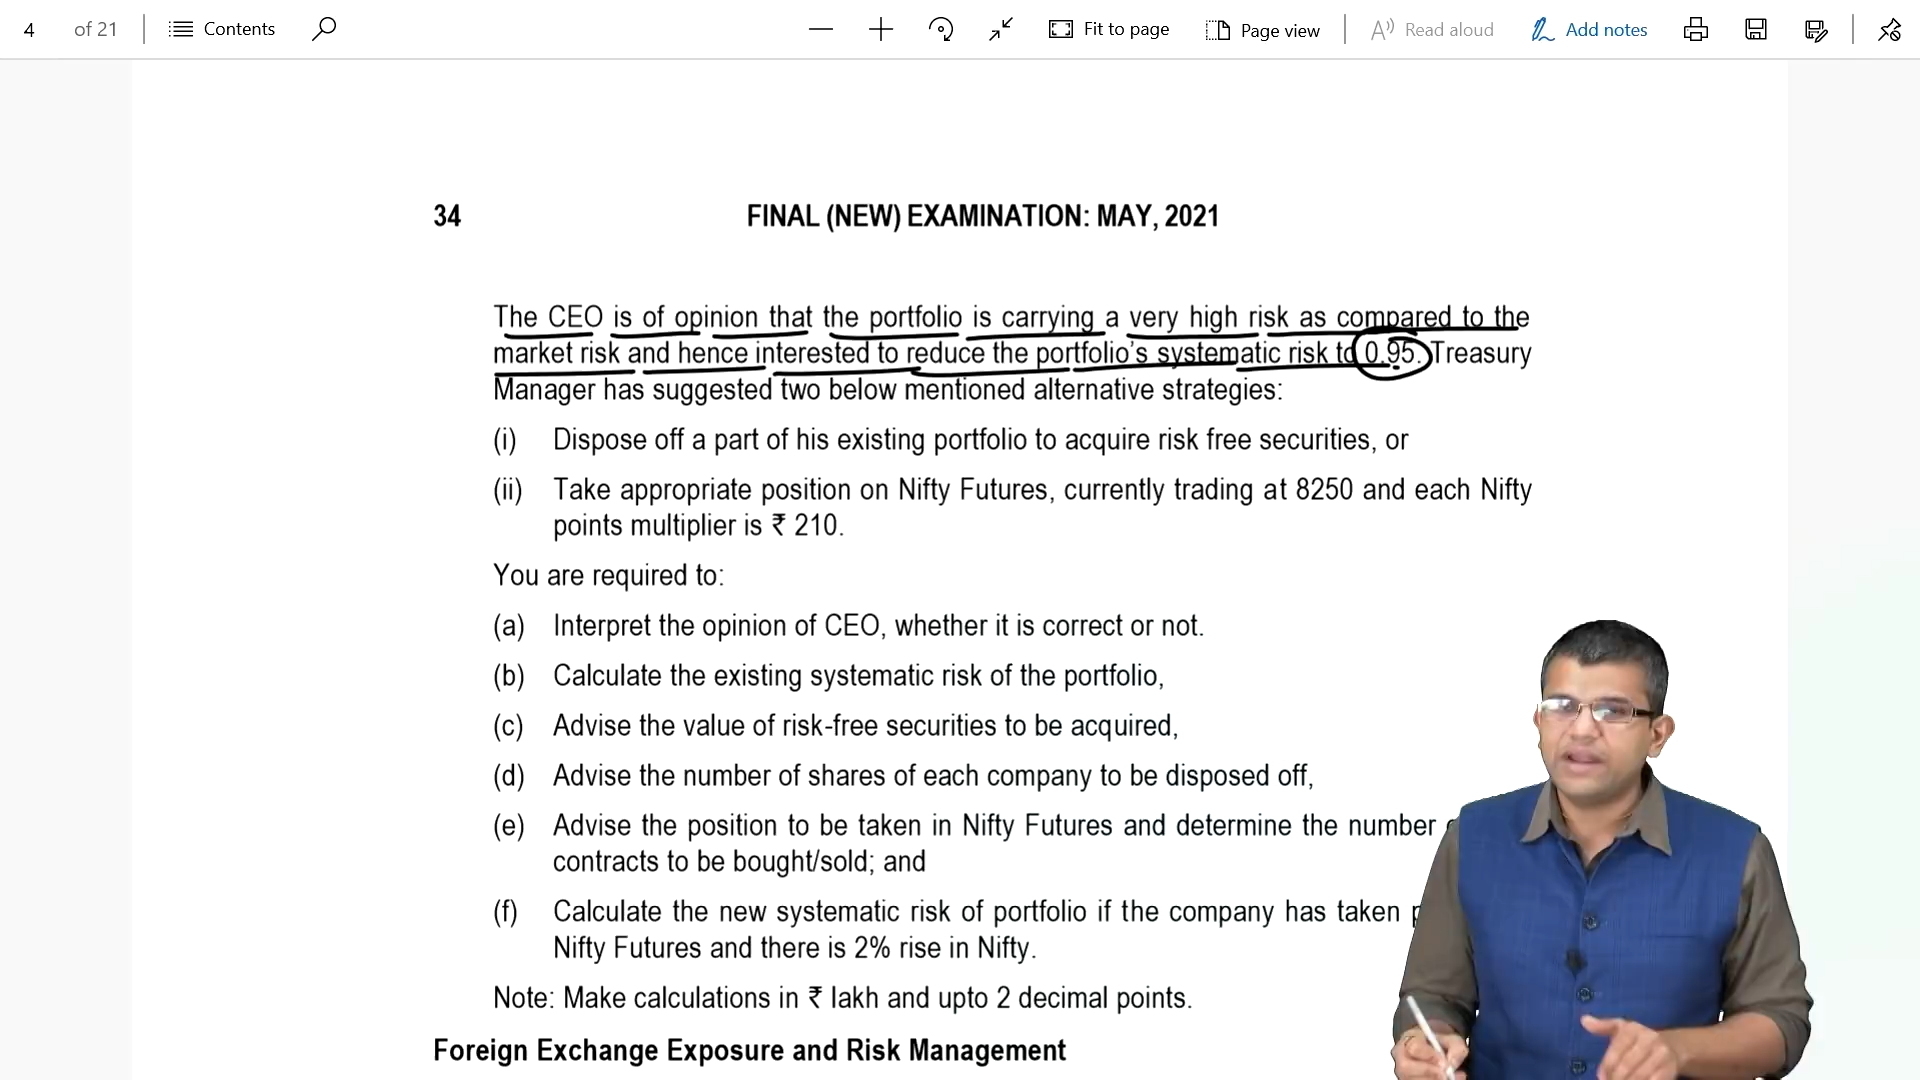 4 of 21 Contents Fit to page Page view Read aloud Add notes
34 FINAL (NEW) EXAMINATION: MAY, 2021
The CEO is of opinion that the portfolio is carrying a very high risk as compared to the
market risk and hence interested to reduce the portfolio's systematic risk to 0.95. Treasury
Manager has suggested two below mentioned alternative strategies:
(i) Dispose off a part of his existing portfolio to acquire risk free securities, or
(ii) Take appropriate position on Nifty Futures, currently trading at 8250 and each Nifty
points multiplier is ₹ 210.
You are required to:
(a) Interpret the opinion of CEO, whether it is correct or not.
(b) Calculate the existing systematic risk of the portfolio,
(c) Advise the value of risk-free securities to be acquired,
(d) Advise the number of shares of each company to be disposed off,
(e) Advise the position to be taken in Nifty Futures and determine the number
contracts to be bought/sold; and
(f) Calculate the new systematic risk of portfolio if the company has taken
Nifty Futures and there is 2% rise in Nifty.
Note: Make calculations in ₹ lakh and upto 2 decimal points.
Foreign Exchange Exposure and Risk Management